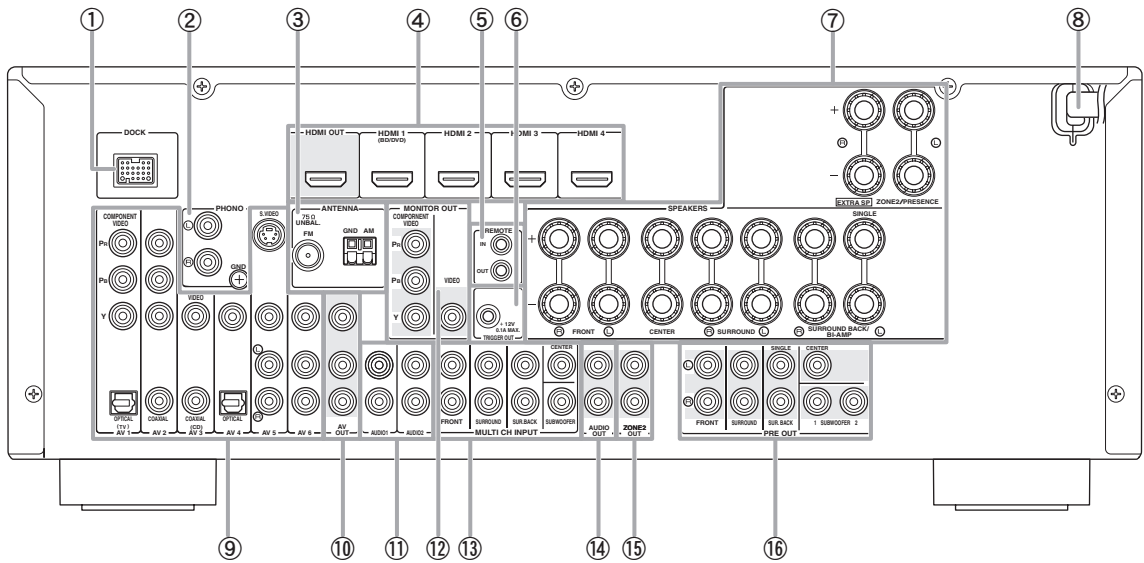 ① ② ③ ④ ⑤ ⑥ ⑦ ⑧
DOCK
HDMI OUT
HDMI 1
(BD/DVD)
HDMI 2
HDMI 3
HDMI 4
+
Ⓡ Ⓛ
–
EXTRA SP
ZONE2/PRESENCE
COMPONENT
VIDEO
PR
PB
Y
PHONO
Ⓛ
Ⓡ
GND
S.VIDEO
ANTENNA
75Ω
UNBAL.
FM
GND AM
MONITOR OUT
COMPORNENT
VIDEO
PR
PB
Y
VIDEO
REMOTE
IN
OUT
12V
0.1A MAX.
TRIGGER OUT
SPEAKERS
SINGLE
+
–
Ⓡ FRONT Ⓛ
CENTER
Ⓡ SURROUND Ⓛ
Ⓡ SURROUND BACK/
BI-AMP Ⓛ
VIDEO
Ⓛ
Ⓡ
OPTICAL
(TV)
AV 1
COAXIAL
AV 2
COAXIAL
(CD)
AV 3
OPTICAL
AV 4
AV 5
AV 6
AV
OUT
AUDIO1
AUDIO2
CENTER
FRONT
SURROUND
SUR.BACK
SUBWOOFER
MULTI CH INPUT
AUDIO
OUT
ZONE2
OUT
Ⓛ
Ⓡ
SINGLE
CENTER
FRONT
SURROUND
SUR. BACK
1 SUBWOOFER 2
PRE OUT
⑨ ⑩ ⑪ ⑫ ⑬ ⑭ ⑮ ⑯